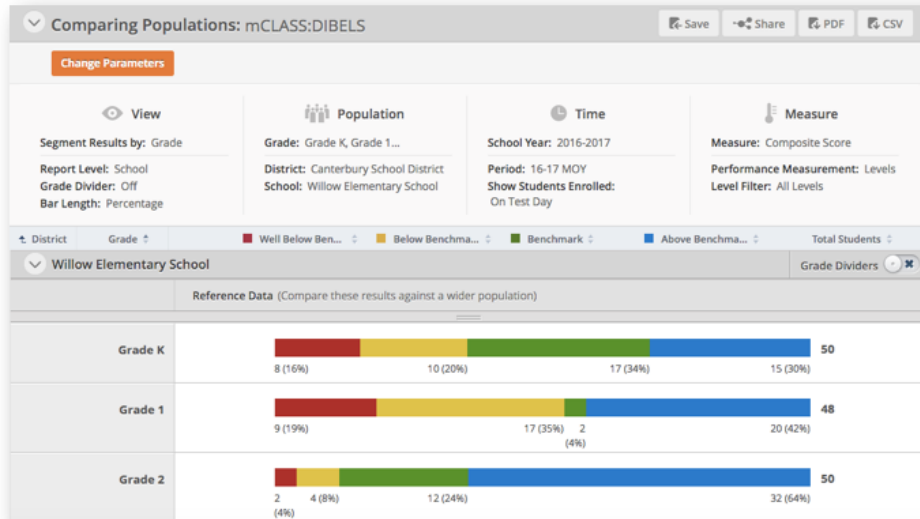 Comparing Populations: mCLASS:DIBELS
Save
Share
PDF
CSV
Change Parameters
View
Segment Results by: Grade
Report Level: School
Grade Divider: Off
Bar Length: Percentage
Population
Grade: Grade K, Grade 1...
District: Canterbury School District
School: Willow Elementary School
Time
School Year: 2016-2017
Period: 16-17 MOY
Show Students Enrolled:
On Test Day
Measure
Measure: Composite Score
Performance Measurement: Levels
Level Filter: All Levels
District Grade Well Below Ben... Below Benchma... Benchmark Above Benchma... Total Students
Willow Elementary School Grade Dividers
Reference Data (Compare these results against a wider population)
Grade K 50
8 (16%) 10 (20%) 17 (34%) 15 (30%)
Grade 1 48
9 (19%) 17 (35%) 2 20 (42%)
(4%)
Grade 2 50
2 4 (8%) 12 (24%) 32 (64%)
(4%)